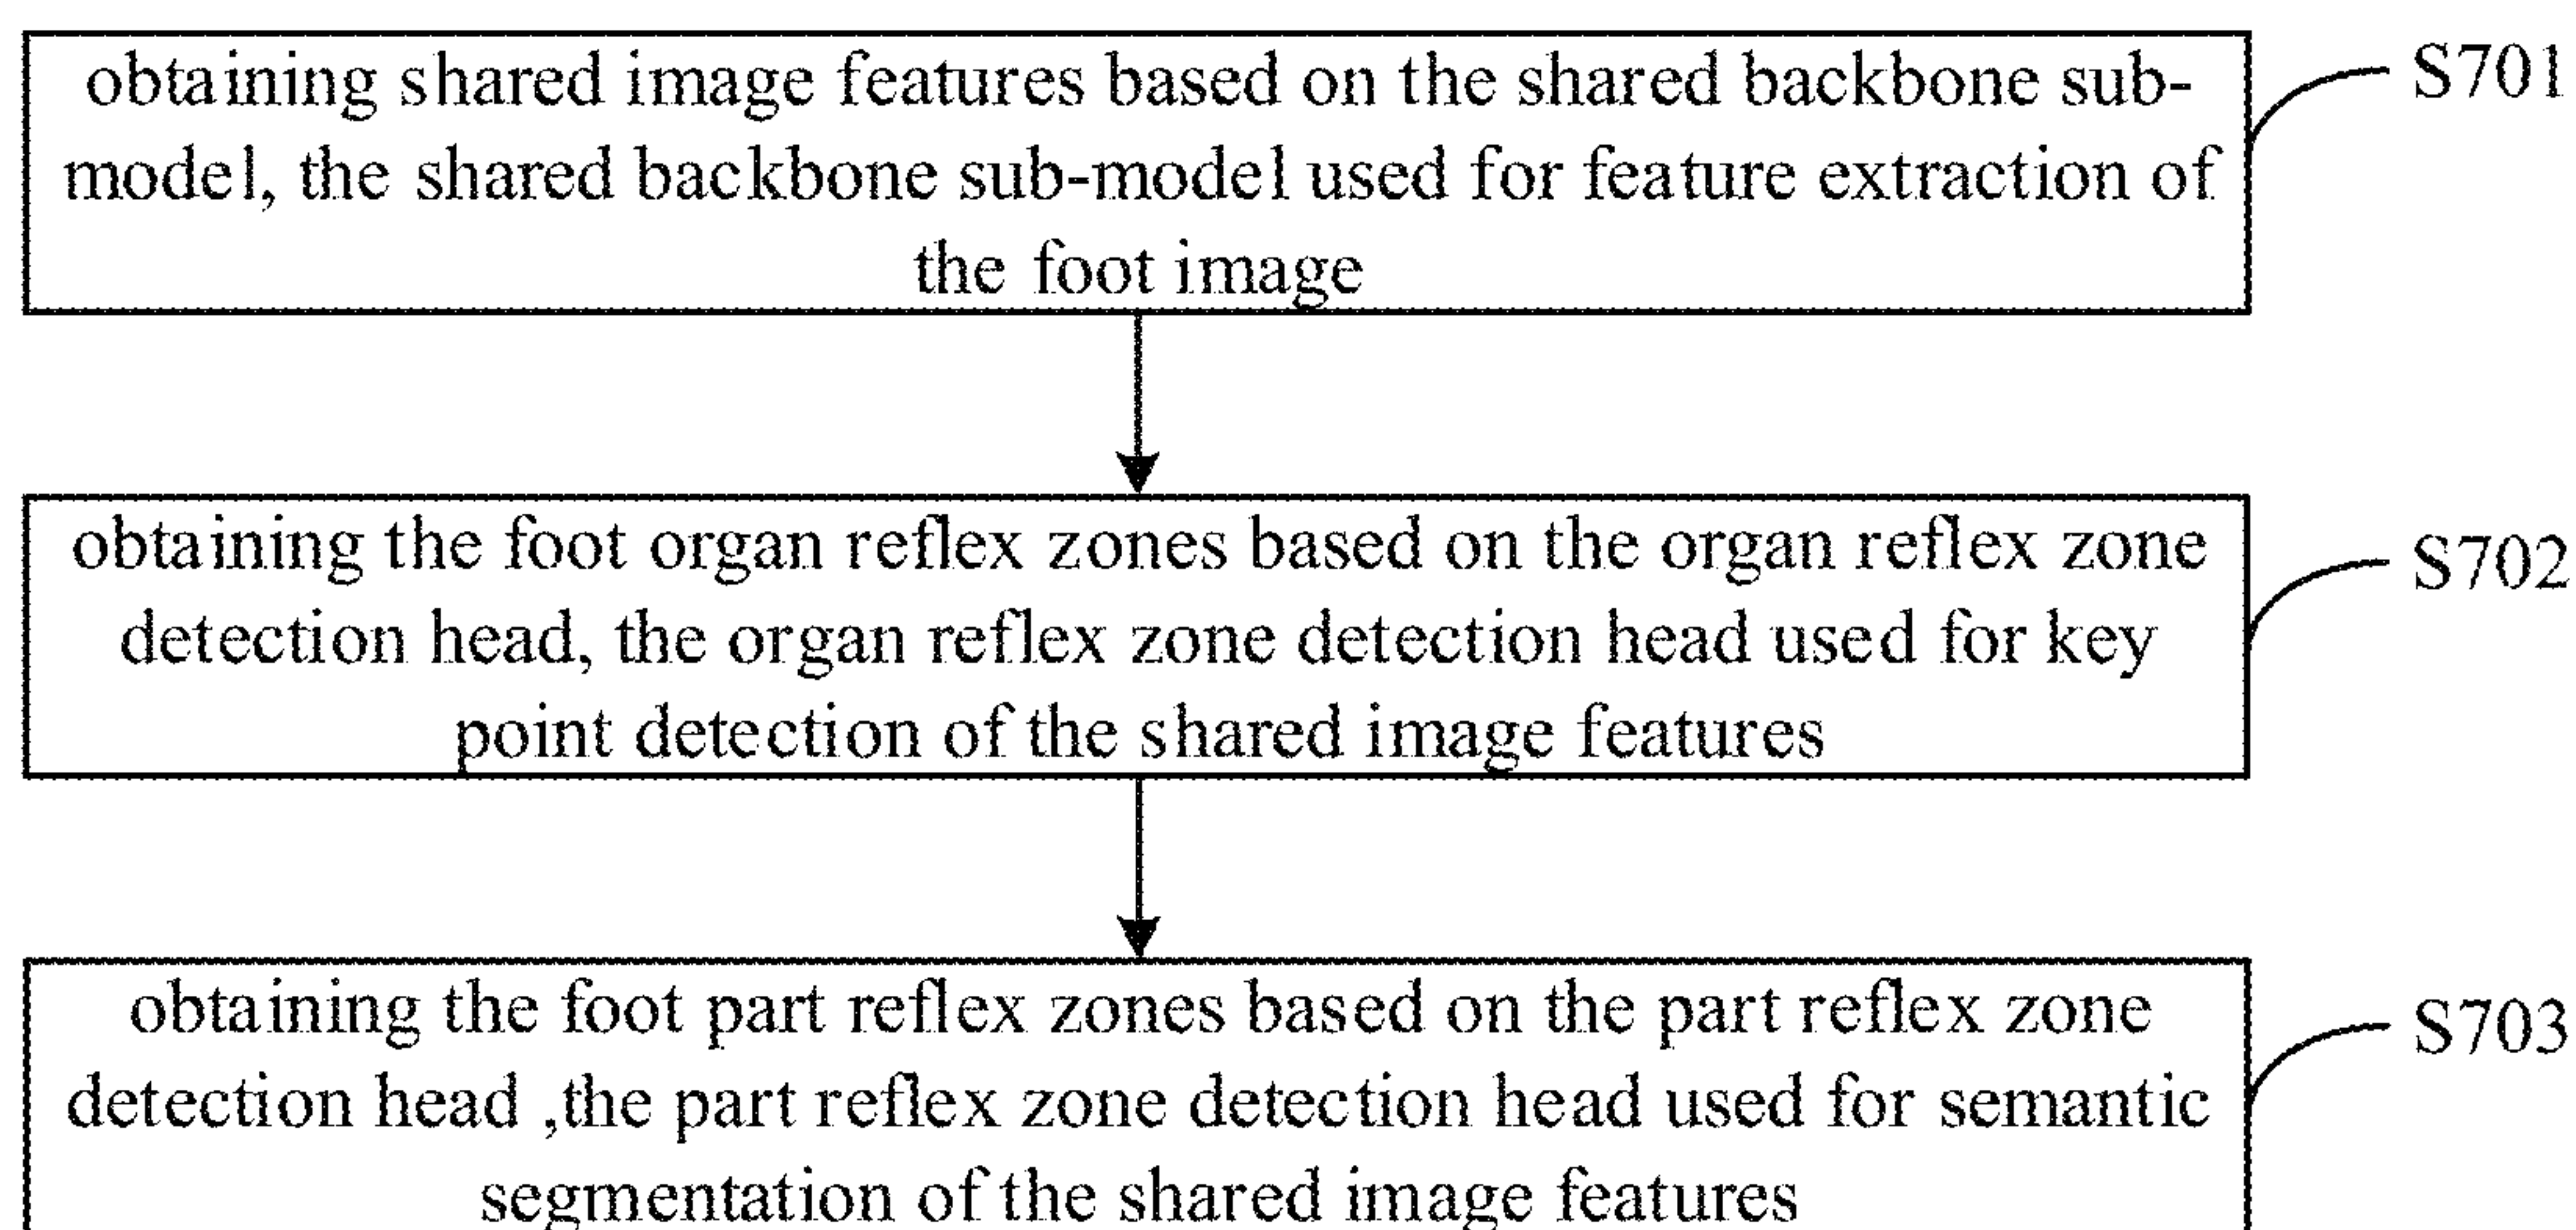 obtaining shared image features based on the shared backbone sub-
model, the shared backbone sub-model used for feature extraction of
the foot image
S701
obtaining the foot organ reflex zones based on the organ reflex zone
detection head, the organ reflex zone detection head used for key
point detection of the shared image features
S702
obtaining the foot part reflex zones based on the part reflex zone
detection head ,the part reflex zone detection head used for semantic
segmentation of the shared image features
S703